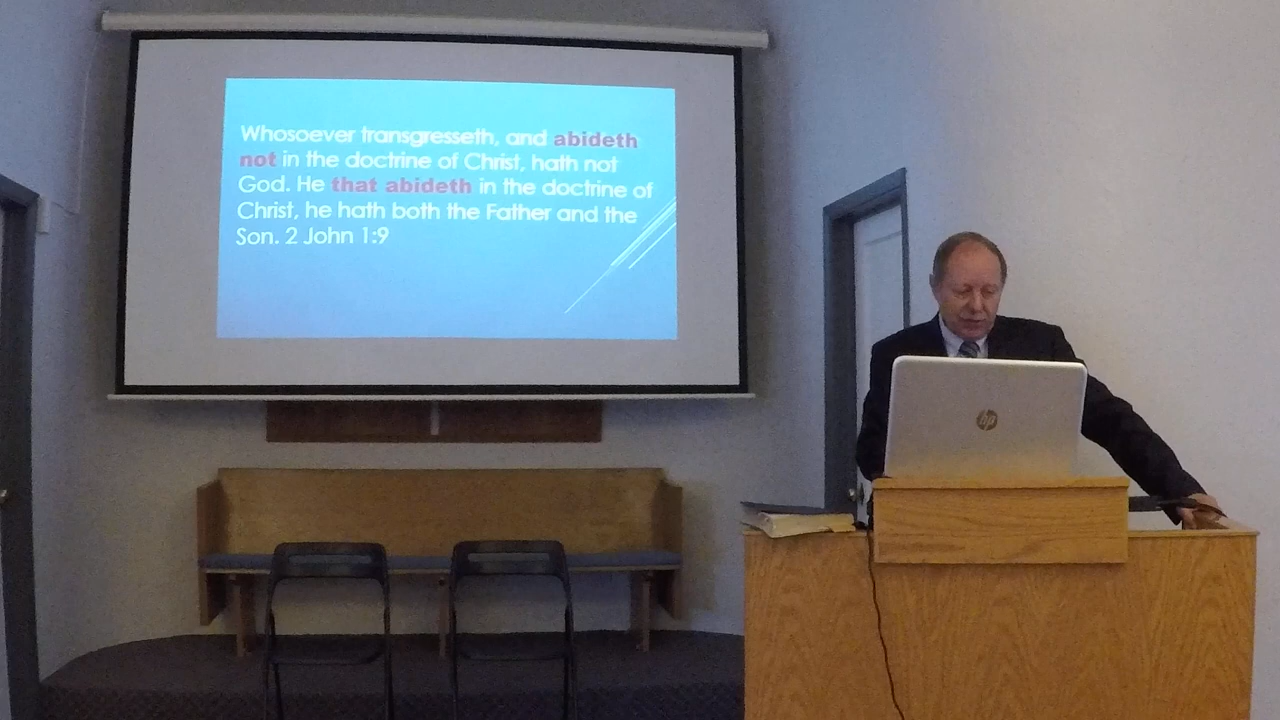 Whosoever transgresseth, and abideth
not in the doctrine of Christ, hath not
God. He that abideth in the doctrine of
Christ, he hath both the Father and the
Son. 2 John 1:9
hp